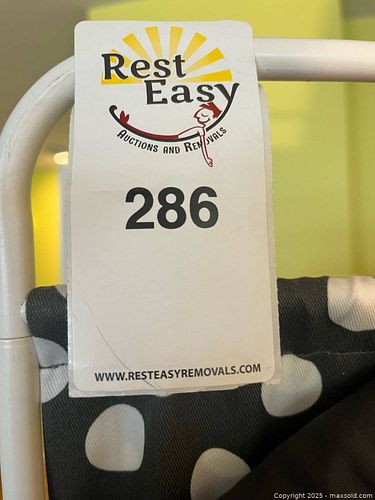 Rest
Easy
AUCTIONS AND REMOVALS
286
WWW.RESTEASYREMOVALS.COM
Copyright 2025 - maxsold.com